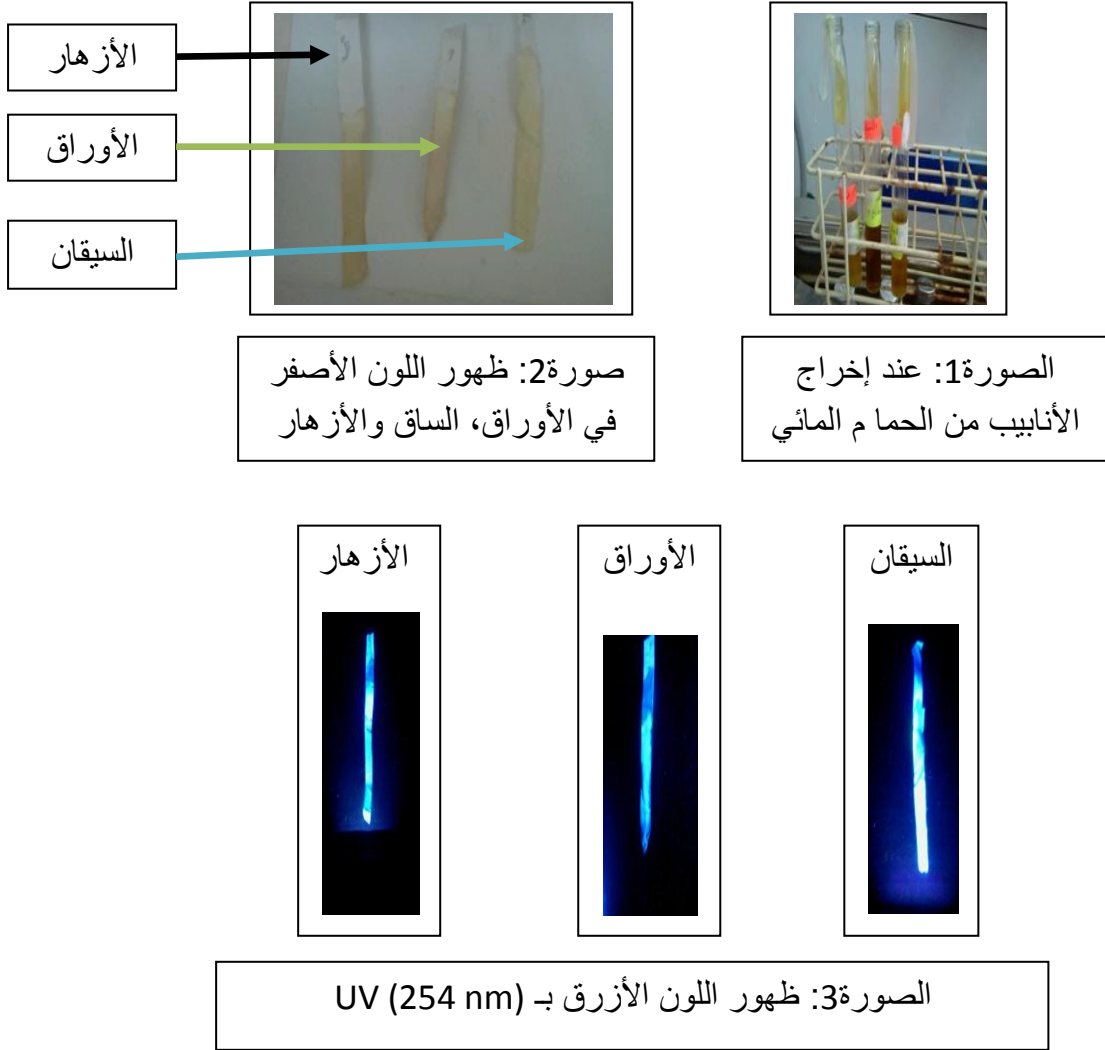 الأزهار
الأوراق
السيقان
الصورة1: عند إخراج
الأنابيب من الحما م المائي
صورة2: ظهور اللون الأصفر
في الأوراق، الساق والأزهار
السيقان
الأوراق
الأزهار
الصورة3: ظهور اللون الأزرق بـ UV (254 nm)